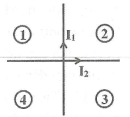 ① I₁ ②
I₂
④ ③